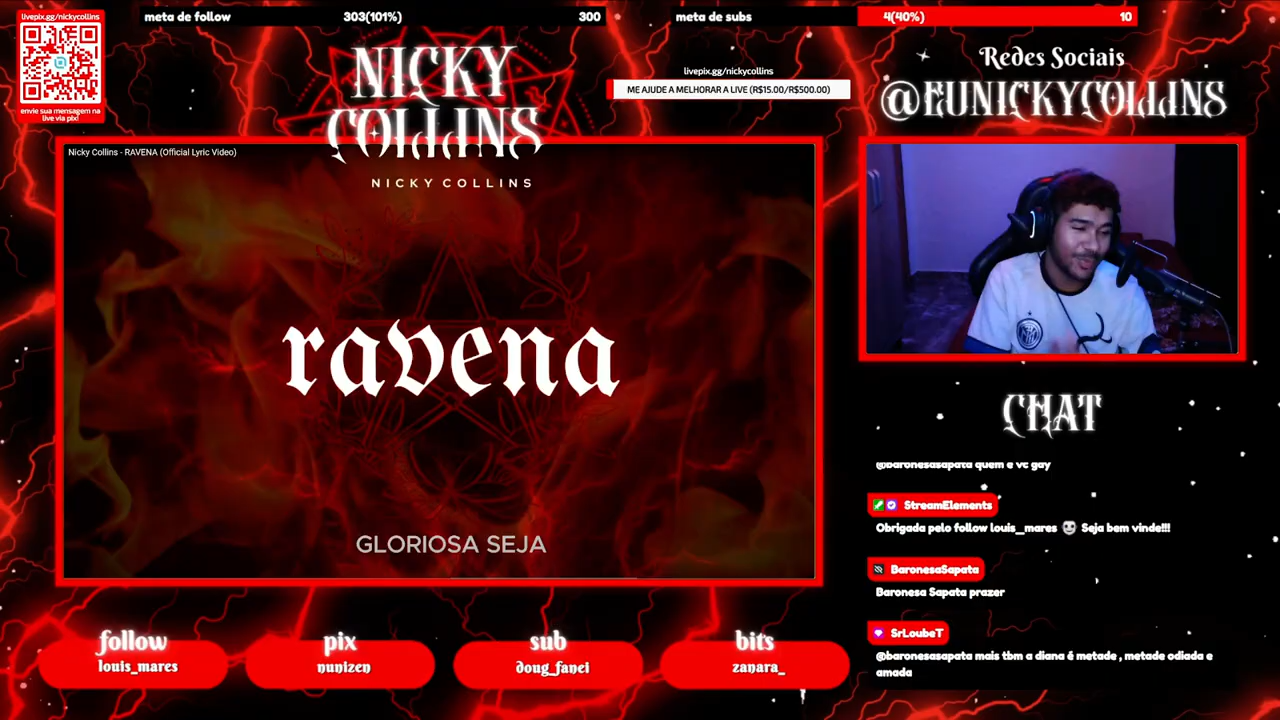 livepix.gg/nickycollins
envie sua mensagem na
live via pix!
meta de follow 303(101%) 300
meta de subs 4(40%) 10
NICKY
COLLINS
livepix.gg/nickycollins
ME AJUDE A MELHORAR A LIVE (R$15.00/R$500.00)
Redes Sociais
@EUNICKYCOLLINS
Nicky Collins - RAVENA (Official Lyric Video)
NICKY COLLINS
ravena
GLORIOSA SEJA
CHAT
@baronesasapata quem e vc gay
StreamElements
Obrigada pelo follow louis_mares Seja bem vinde!!!
BaronesaSapata
Baronesa Sapata prazer
SrLoubeT
@baronesasapata mais tbm a diana é metade , metade odiada e
amada
follow
louis_mares
pix
nunizen
sub
doug_fanei
bits
zanara_